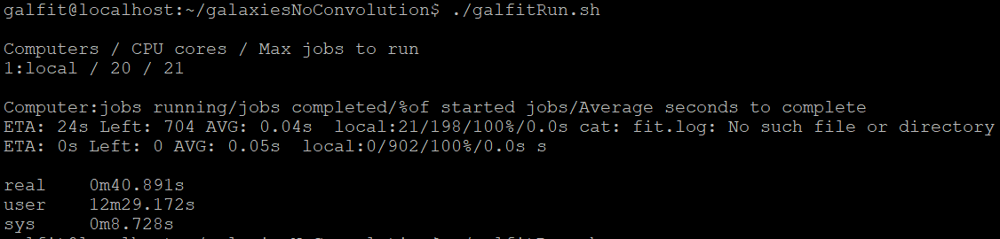 galfit@localhost:~/galaxiesNoConvolution$ ./galfitRun.sh
Computers / CPU cores / Max jobs to run
1:local / 20 / 21
Computer:jobs running/jobs completed/%of started jobs/Average seconds to complete
ETA: 24s Left: 704 AVG: 0.04s  local:21/198/100%/0.0s cat: fit.log: No such file or directory
ETA: 0s Left: 0 AVG: 0.05s  local:0/902/100%/0.0s s
real    0m40.891s
user    12m29.172s
sys     0m8.728s